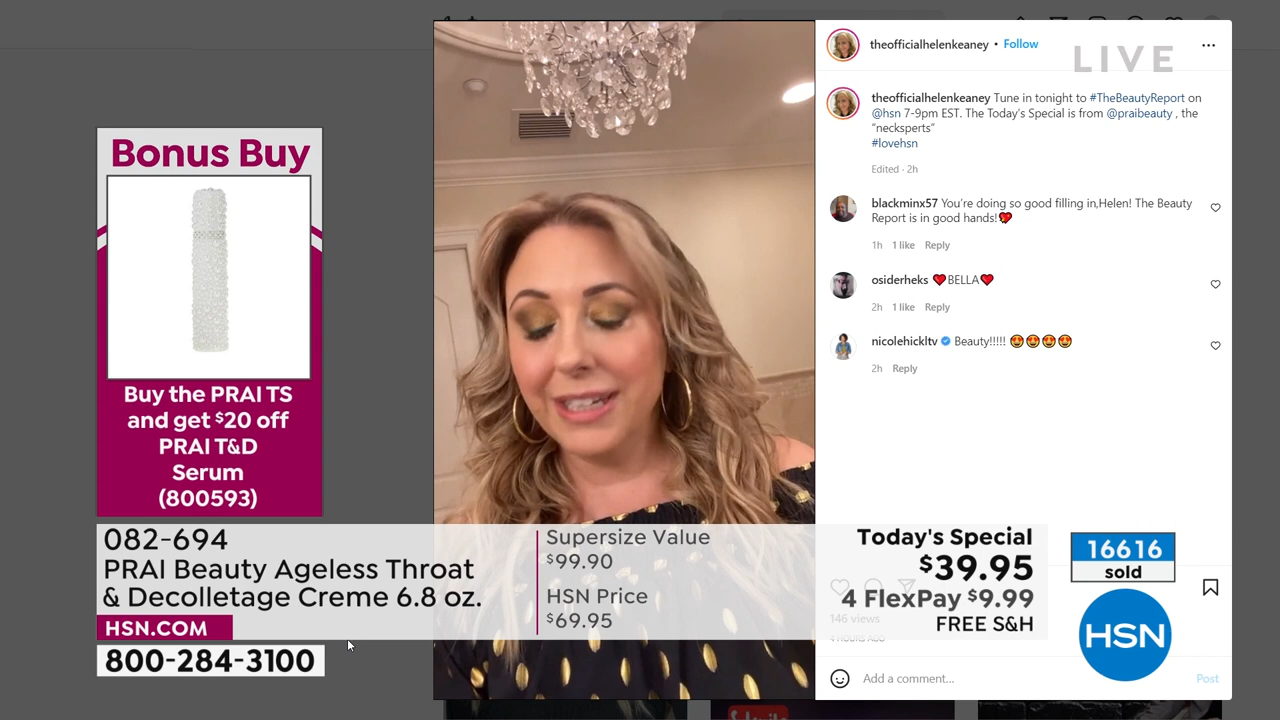 theofficialhelenkeaney • Follow
LIVE
theofficialhelenkeaney Tune in tonight to #TheBeautyReport on
@hsn 7-9pm EST. The Today's Special is from @praibeauty , the
“necksperts”
#lovehsn
Edited · 2h
blackminx57 You're doing so good filling in,Helen! The Beauty
Report is in good hands!
1h 1 like Reply
osiderheks ❤️BELLA❤️
2h 1 like Reply
nicolehickltv Beauty!!!!! 😍😍😍😍
2h Reply
Bonus Buy
Buy the PRAI TS
and get $20 off
PRAI T&D
Serum
(800593)
082-694
PRAI Beauty Ageless Throat
& Decolletage Creme 6.8 oz.
HSN.COM
800-284-3100
Supersize Value
$99.90
HSN Price
$69.95
Today's Special
$39.95
4 FlexPay $9.99
FREE S&H
146 views
4 HOURS AGO
16616
sold
HSN
Add a comment...
Post